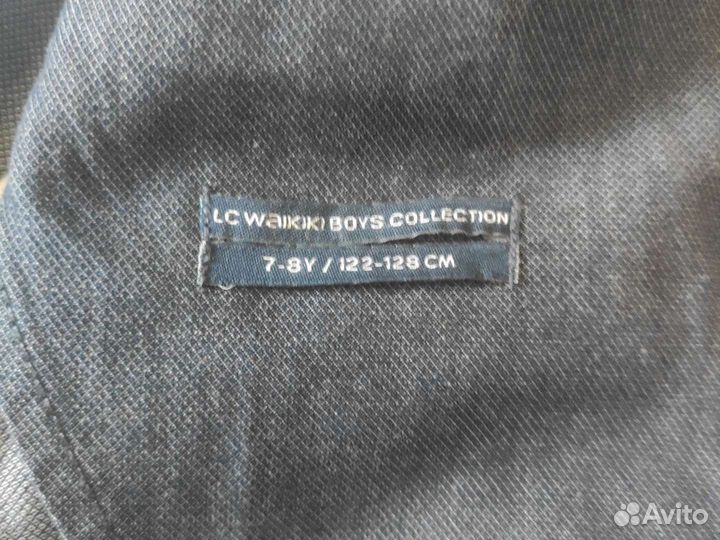 LC WAIKIKI BOYS COLLECTION
7-8Y / 122-128 CM
Avito